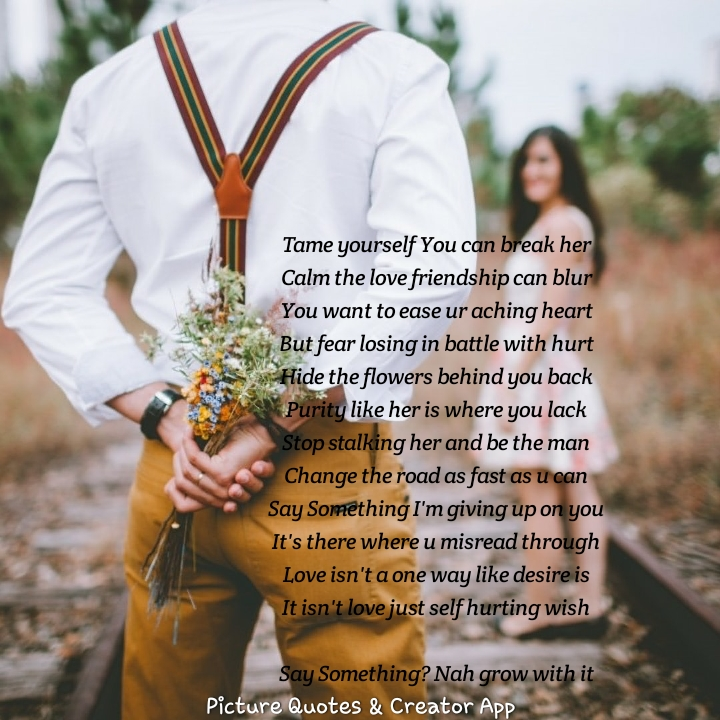 Tame yourself You can break her
Calm the love friendship can blur
You want to ease ur aching heart
But fear losing in battle with hurt
Hide the flowers behind you back
Purity like her is where you lack
Stop stalking her and be the man
Change the road as fast as u can
Say Something I'm giving up on you
It's there where u misread through
Love isn't a one way like desire is
It isn't love just self hurting wish
Say Something? Nah grow with it
Picture Quotes & Creator App